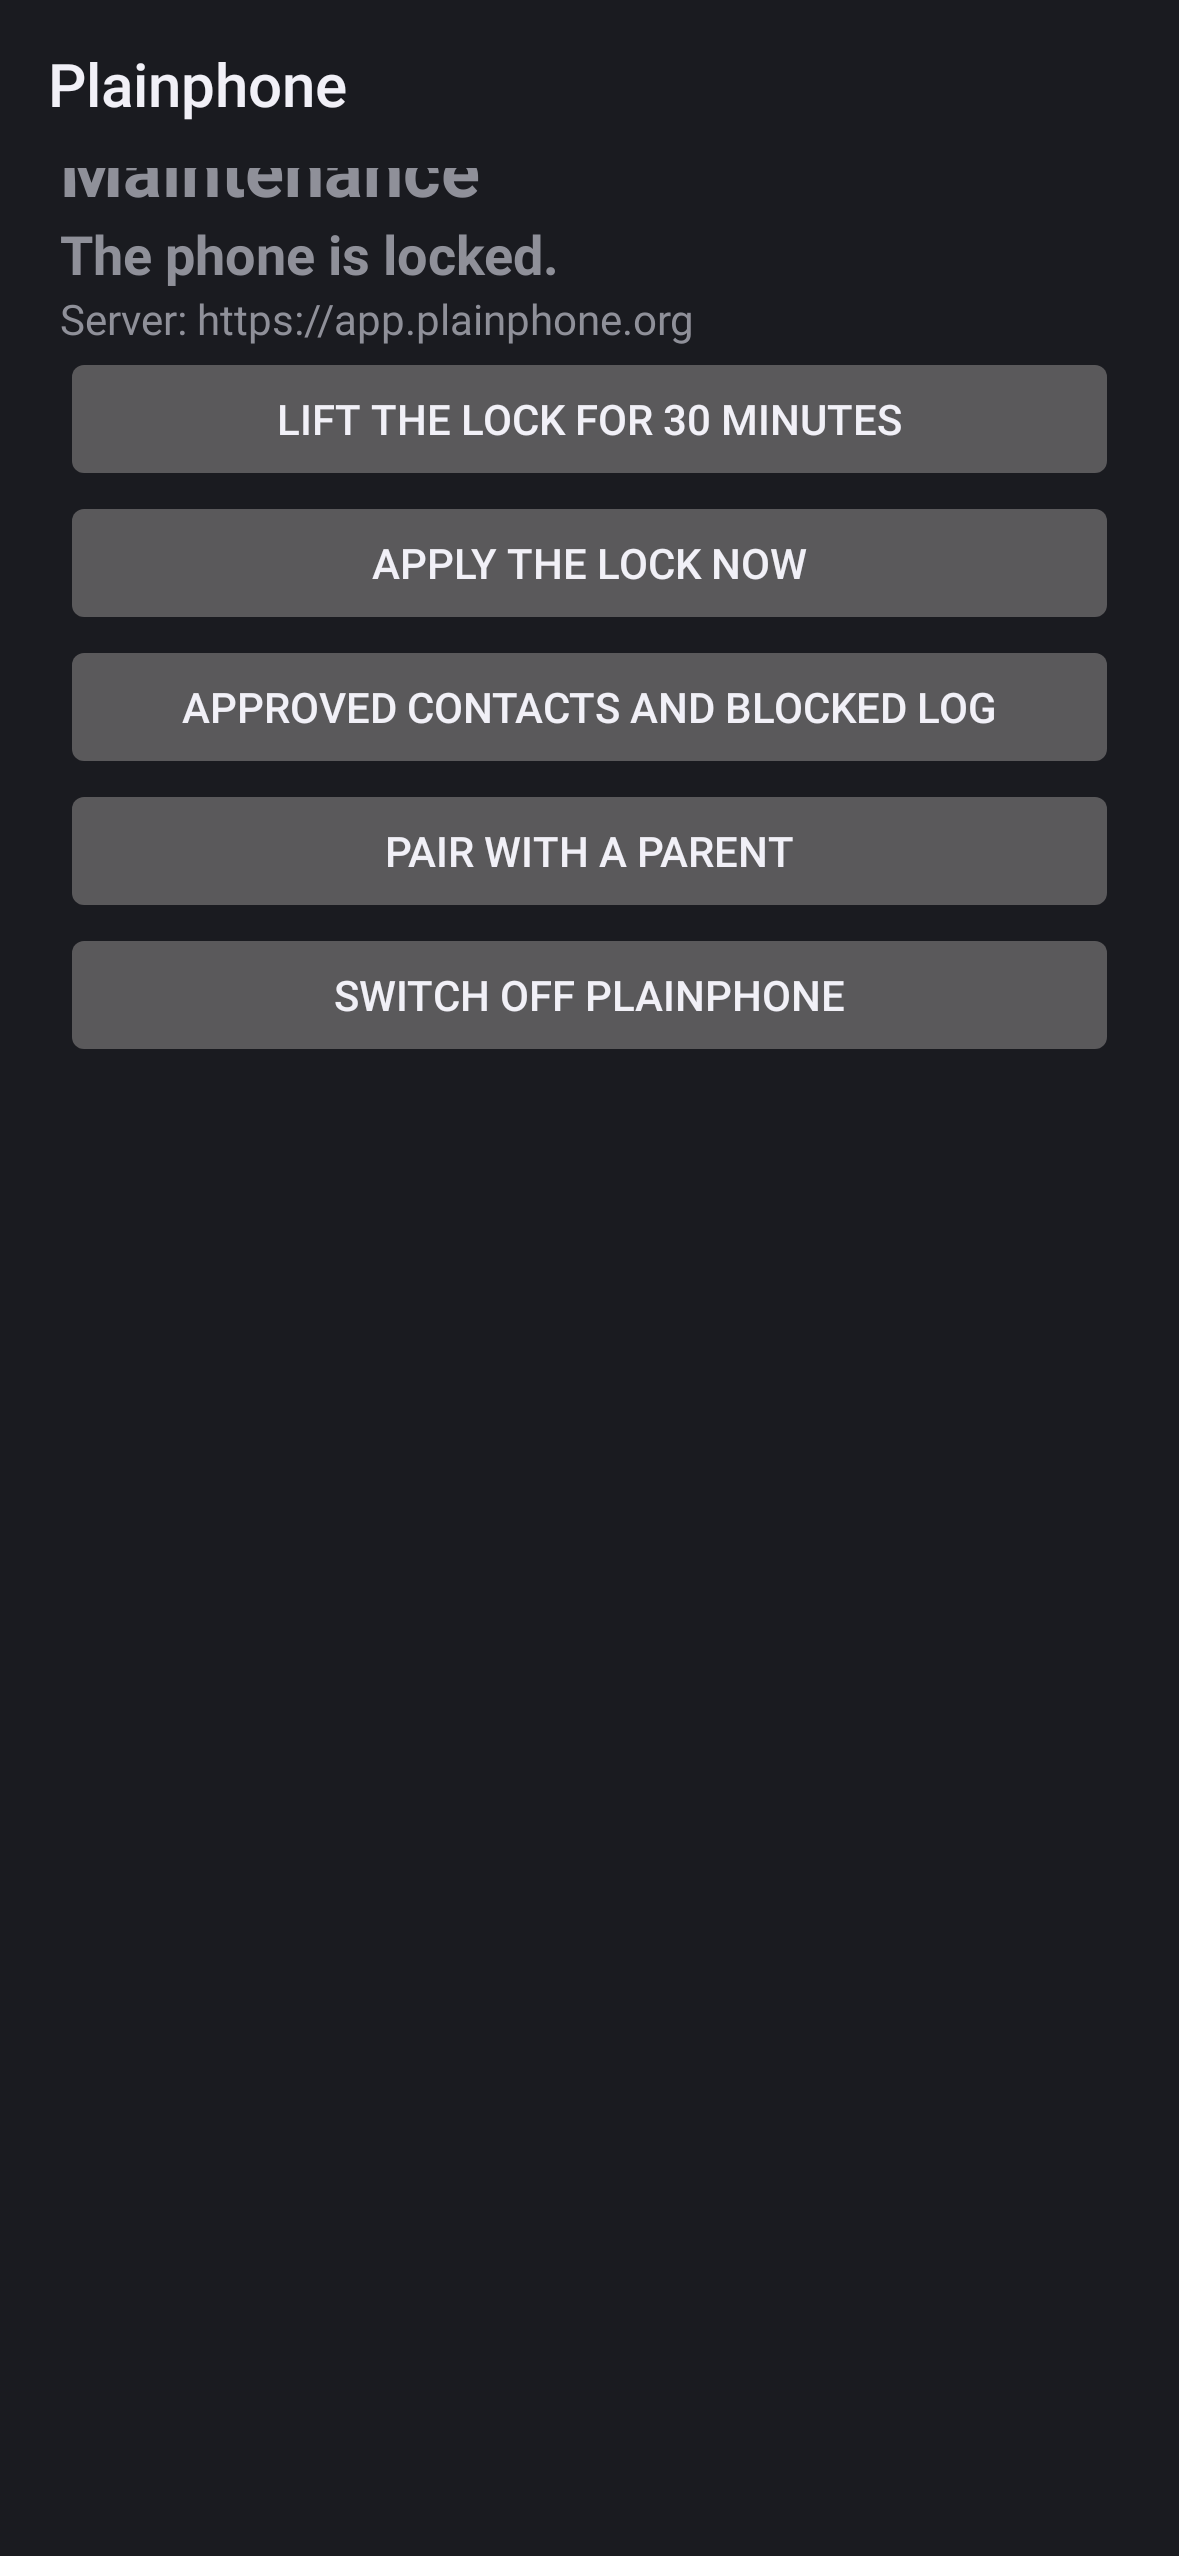 Plainphone
Maintenance
The phone is locked.
Server: https://app.plainphone.org
LIFT THE LOCK FOR 30 MINUTES
APPLY THE LOCK NOW
APPROVED CONTACTS AND BLOCKED LOG
PAIR WITH A PARENT
SWITCH OFF PLAINPHONE